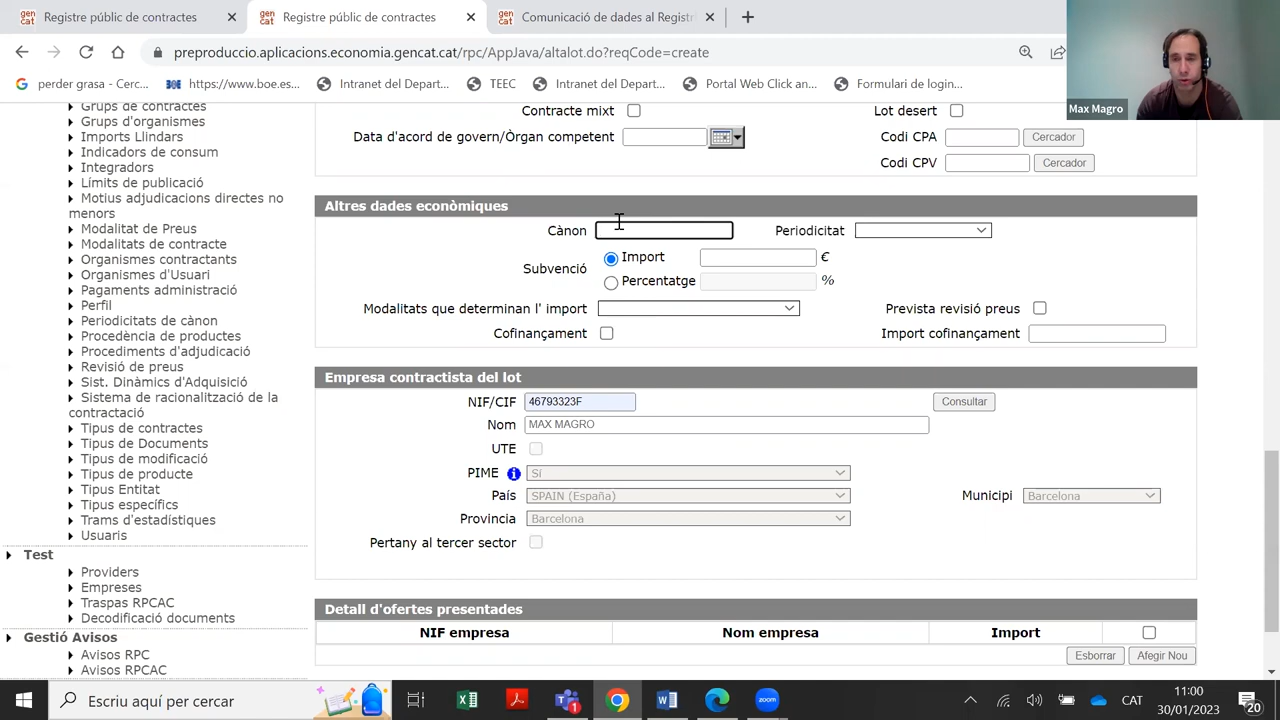 Registre públic de contractes
Registre públic de contractes
Comunicació de dades al Registr
preproduccio.aplicacions.economia.gencat.cat/rpc/AppJava/altalot.do?reqCode=create
perder grasa - Cerc...
https://www.boe.es...
Intranet del Depart...
TEEC
Intranet del Depart...
Portal Web Click an...
Formulari de login...
Max Magro
Grups de contractes
Grups d'organismes
Imports Llindars
Indicadors de consum
Integradors
Límits de publicació
Motius adjudicacions directes no
menors
Modalitat de Preus
Modalitats de contracte
Organismes contractants
Organismes d'Usuari
Pagaments administració
Perfil
Periodicitats de cànon
Procedència de productes
Procediments d'adjudicació
Revisió de preus
Sist. Dinàmics d'Adquisició
Sistema de racionalització de la
contractació
Tipus de contractes
Tipus de Documents
Tipus de modificació
Tipus de producte
Tipus Entitat
Tipus específics
Trams d'estadístiques
Usuaris
Test
Providers
Empreses
Traspas RPCAC
Decodificació documents
Gestió Avisos
Avisos RPC
Avisos RPCAC
Contracte mixt
Lot desert
Data d'acord de govern/Òrgan competent
Codi CPA
Cercador
Codi CPV
Cercador
Altres dades econòmiques
Cànon
Periodicitat
Subvenció
Import
€
Percentatge
%
Modalitats que determinan l' import
Prevista revisió preus
Cofinançament
Import cofinançament
Empresa contractista del lot
NIF/CIF
46793323F
Consultar
Nom
MAX MAGRO
UTE
PIME
Sí
País
SPAIN (España)
Municipi
Barcelona
Provincia
Barcelona
Pertany al tercer sector
Detall d'ofertes presentades
NIF empresa
Nom empresa
Import
Esborrar
Afegir Nou
Escriu aquí per cercar
CAT
11:00
30/01/2023
20